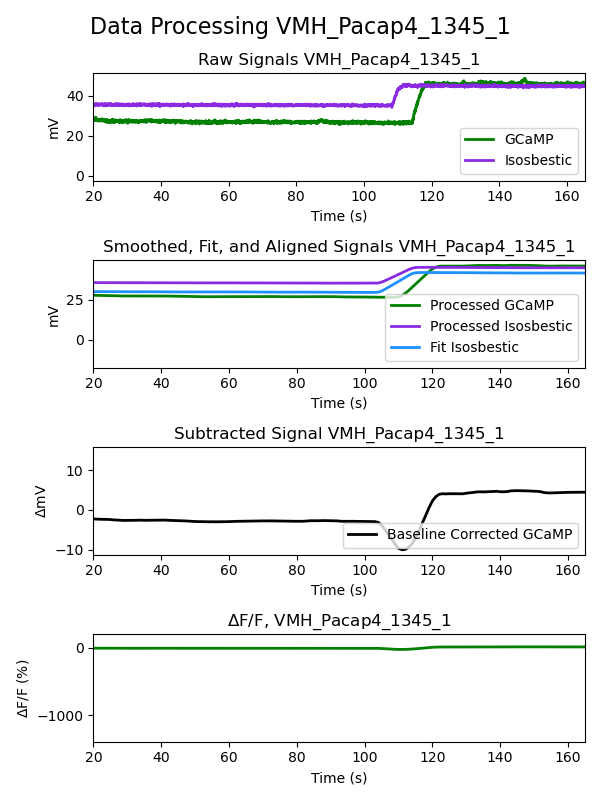 Data Processing VMH_Pacap4_1345_1
Raw Signals VMH_Pacap4_1345_1
40
20
0
mV
GCaMP
Isosbestic
20 40 60 80 100 120 140 160
Time (s)
Smoothed, Fit, and Aligned Signals VMH_Pacap4_1345_1
25
0
mV
Processed GCaMP
Processed Isosbestic
Fit Isosbestic
20 40 60 80 100 120 140 160
Time (s)
Subtracted Signal VMH_Pacap4_1345_1
10
0
−10
ΔmV
Baseline Corrected GCaMP
20 40 60 80 100 120 140 160
Time (s)
ΔF/F, VMH_Pacap4_1345_1
0
−1000
ΔF/F (%)
20 40 60 80 100 120 140 160
Time (s)